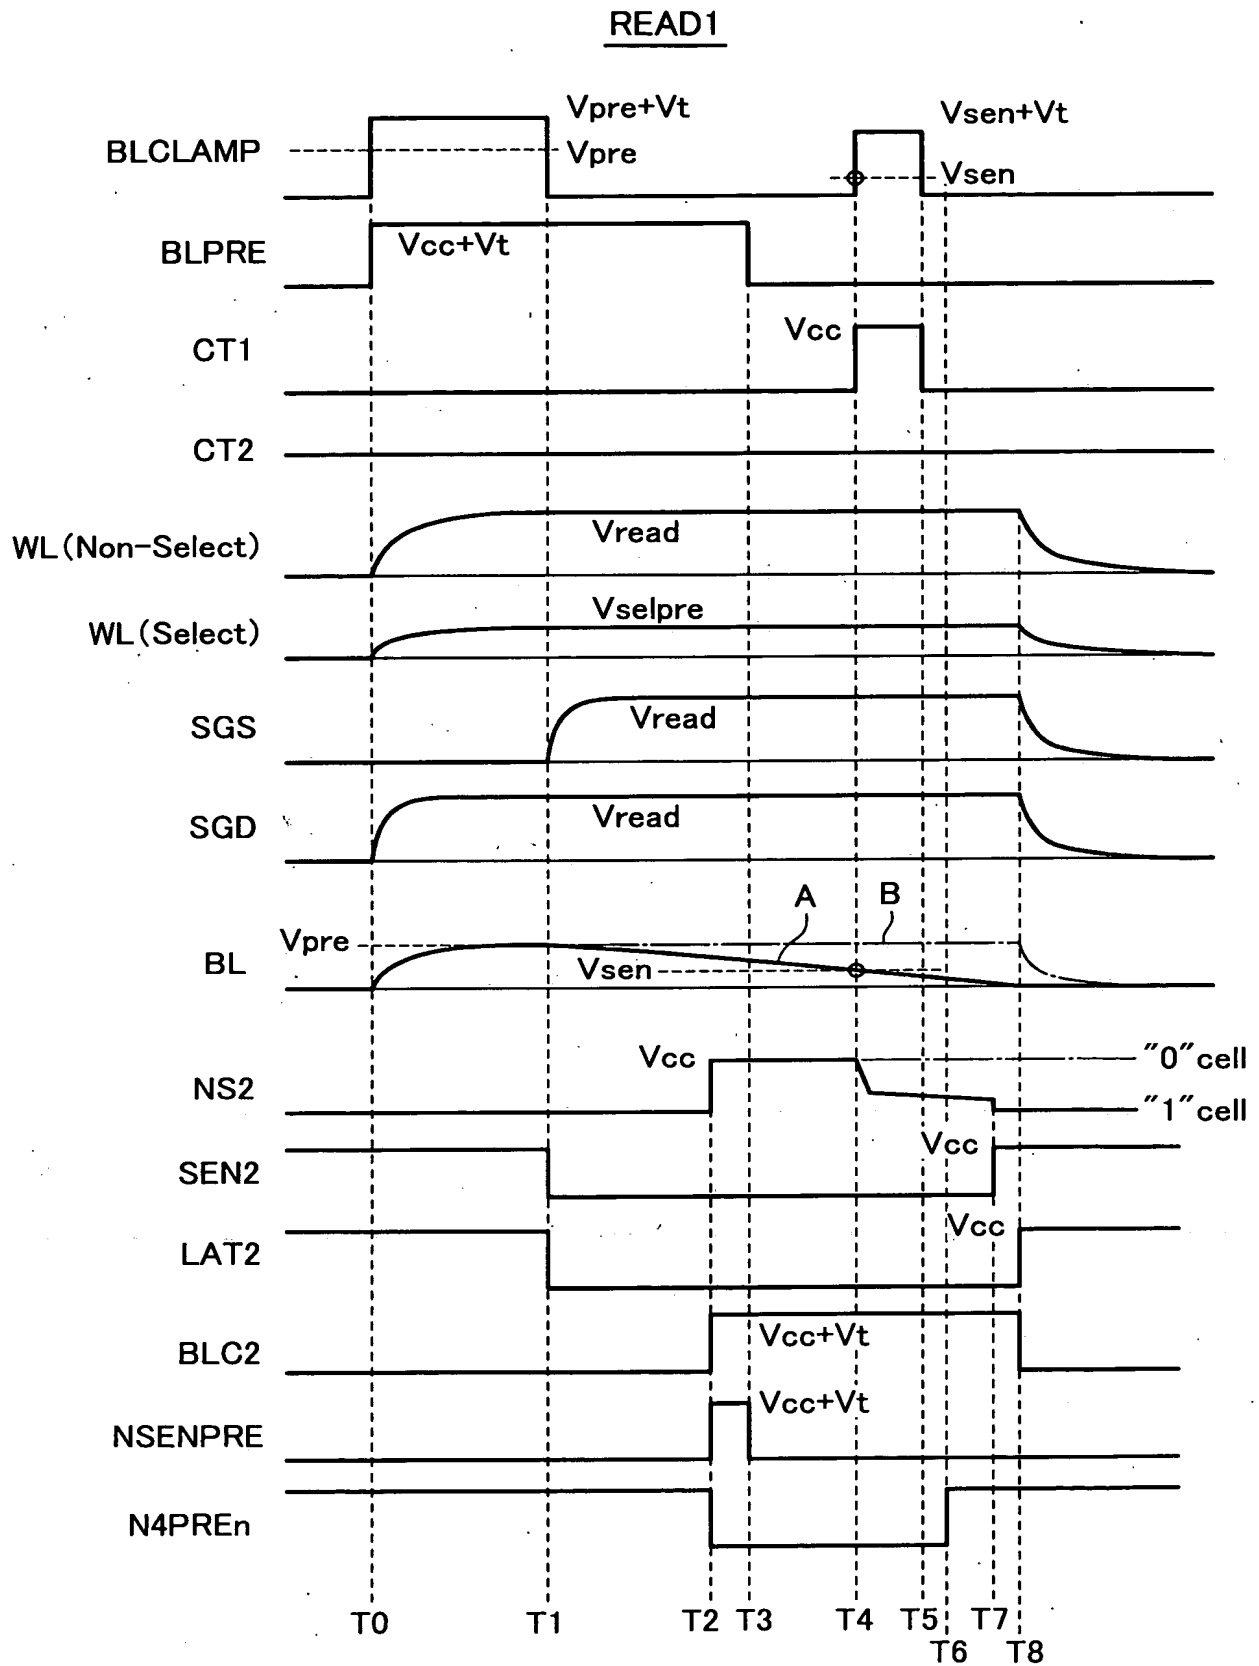 READ1
BLCLAMP
Vpre+Vt
Vpre
Vsen+Vt
Vsen
BLPRE
Vcc+Vt
CT1
Vcc
CT2
WL(Non-Select)
Vread
WL(Select)
Vselpre
SGS
Vread
SGD
Vread
A
B
Vpre
BL
Vsen
NS2
Vcc
"0"cell
"1"cell
SEN2
Vcc
LAT2
Vcc
BLC2
Vcc+Vt
NSENPRE
Vcc+Vt
N4PREn
T0 T1 T2 T3 T4 T5 T7
T6 T8